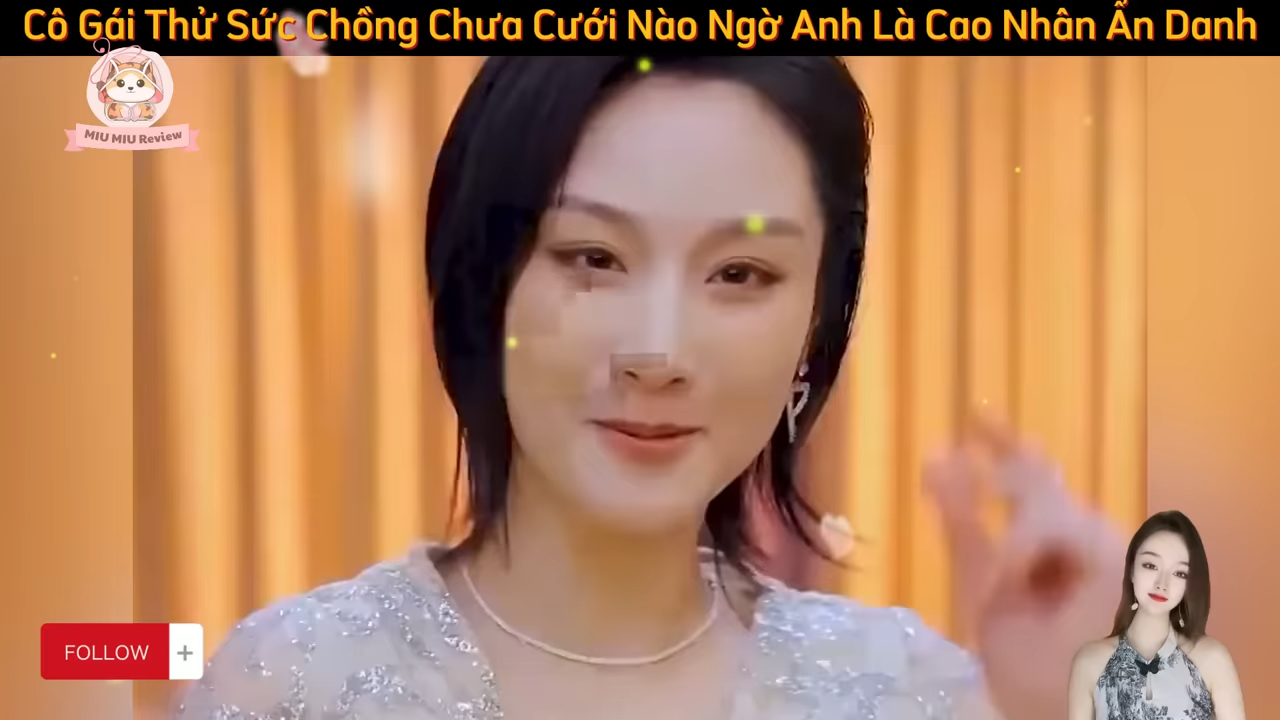 Cô Gái Thử Sức Chồng Chưa Cưới Nào Ngờ Anh Là Cao Nhân Ẩn Danh
MIU MIU Review
FOLLOW +